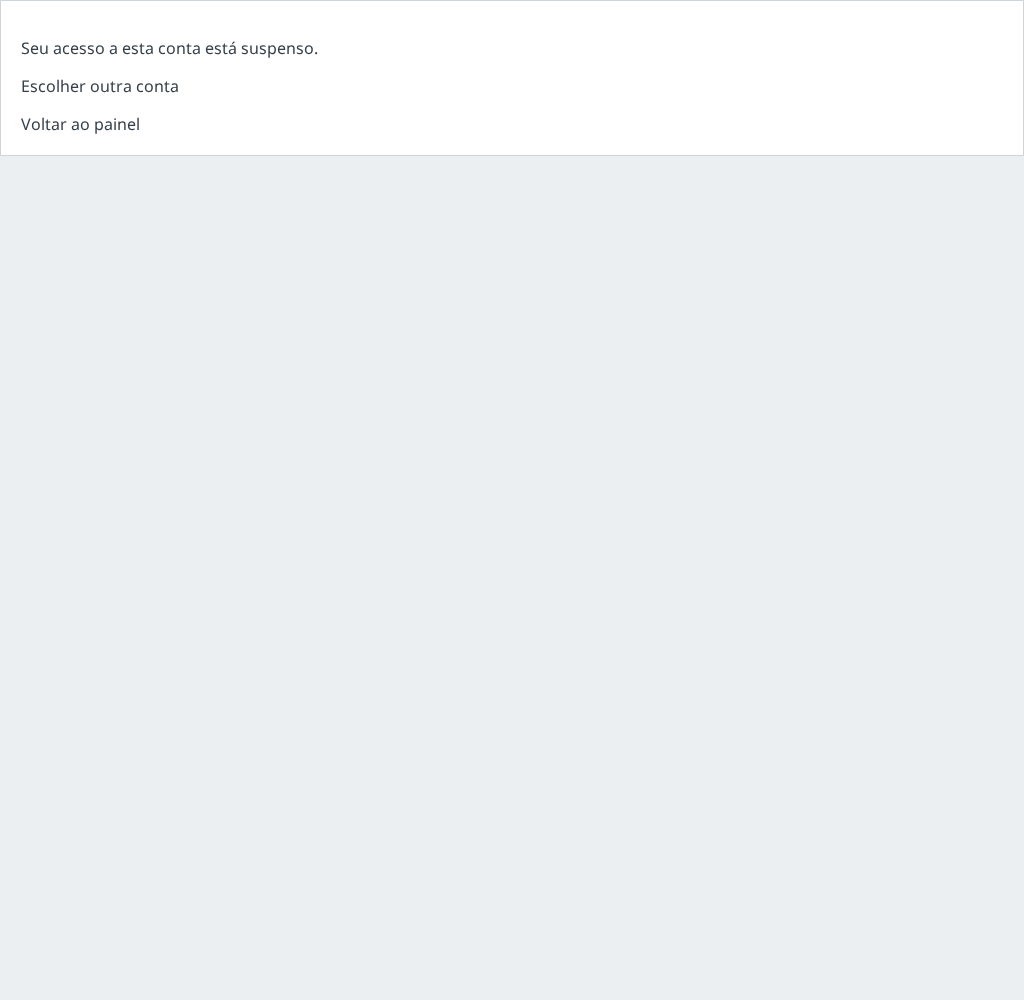 Seu acesso a esta conta está suspenso.
Escolher outra conta
Voltar ao painel